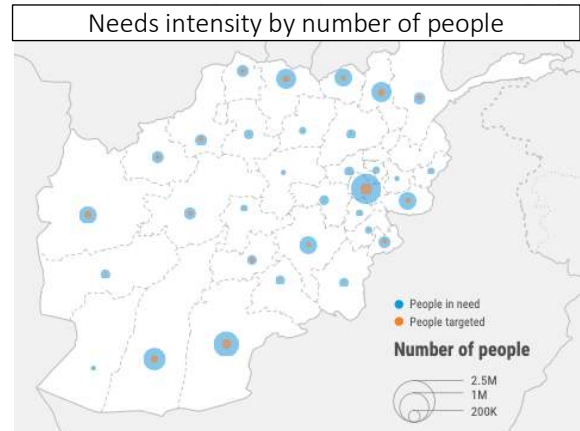 Needs intensity by number of people
People in need
People targeted
Number of people
2.5M
1M
200K